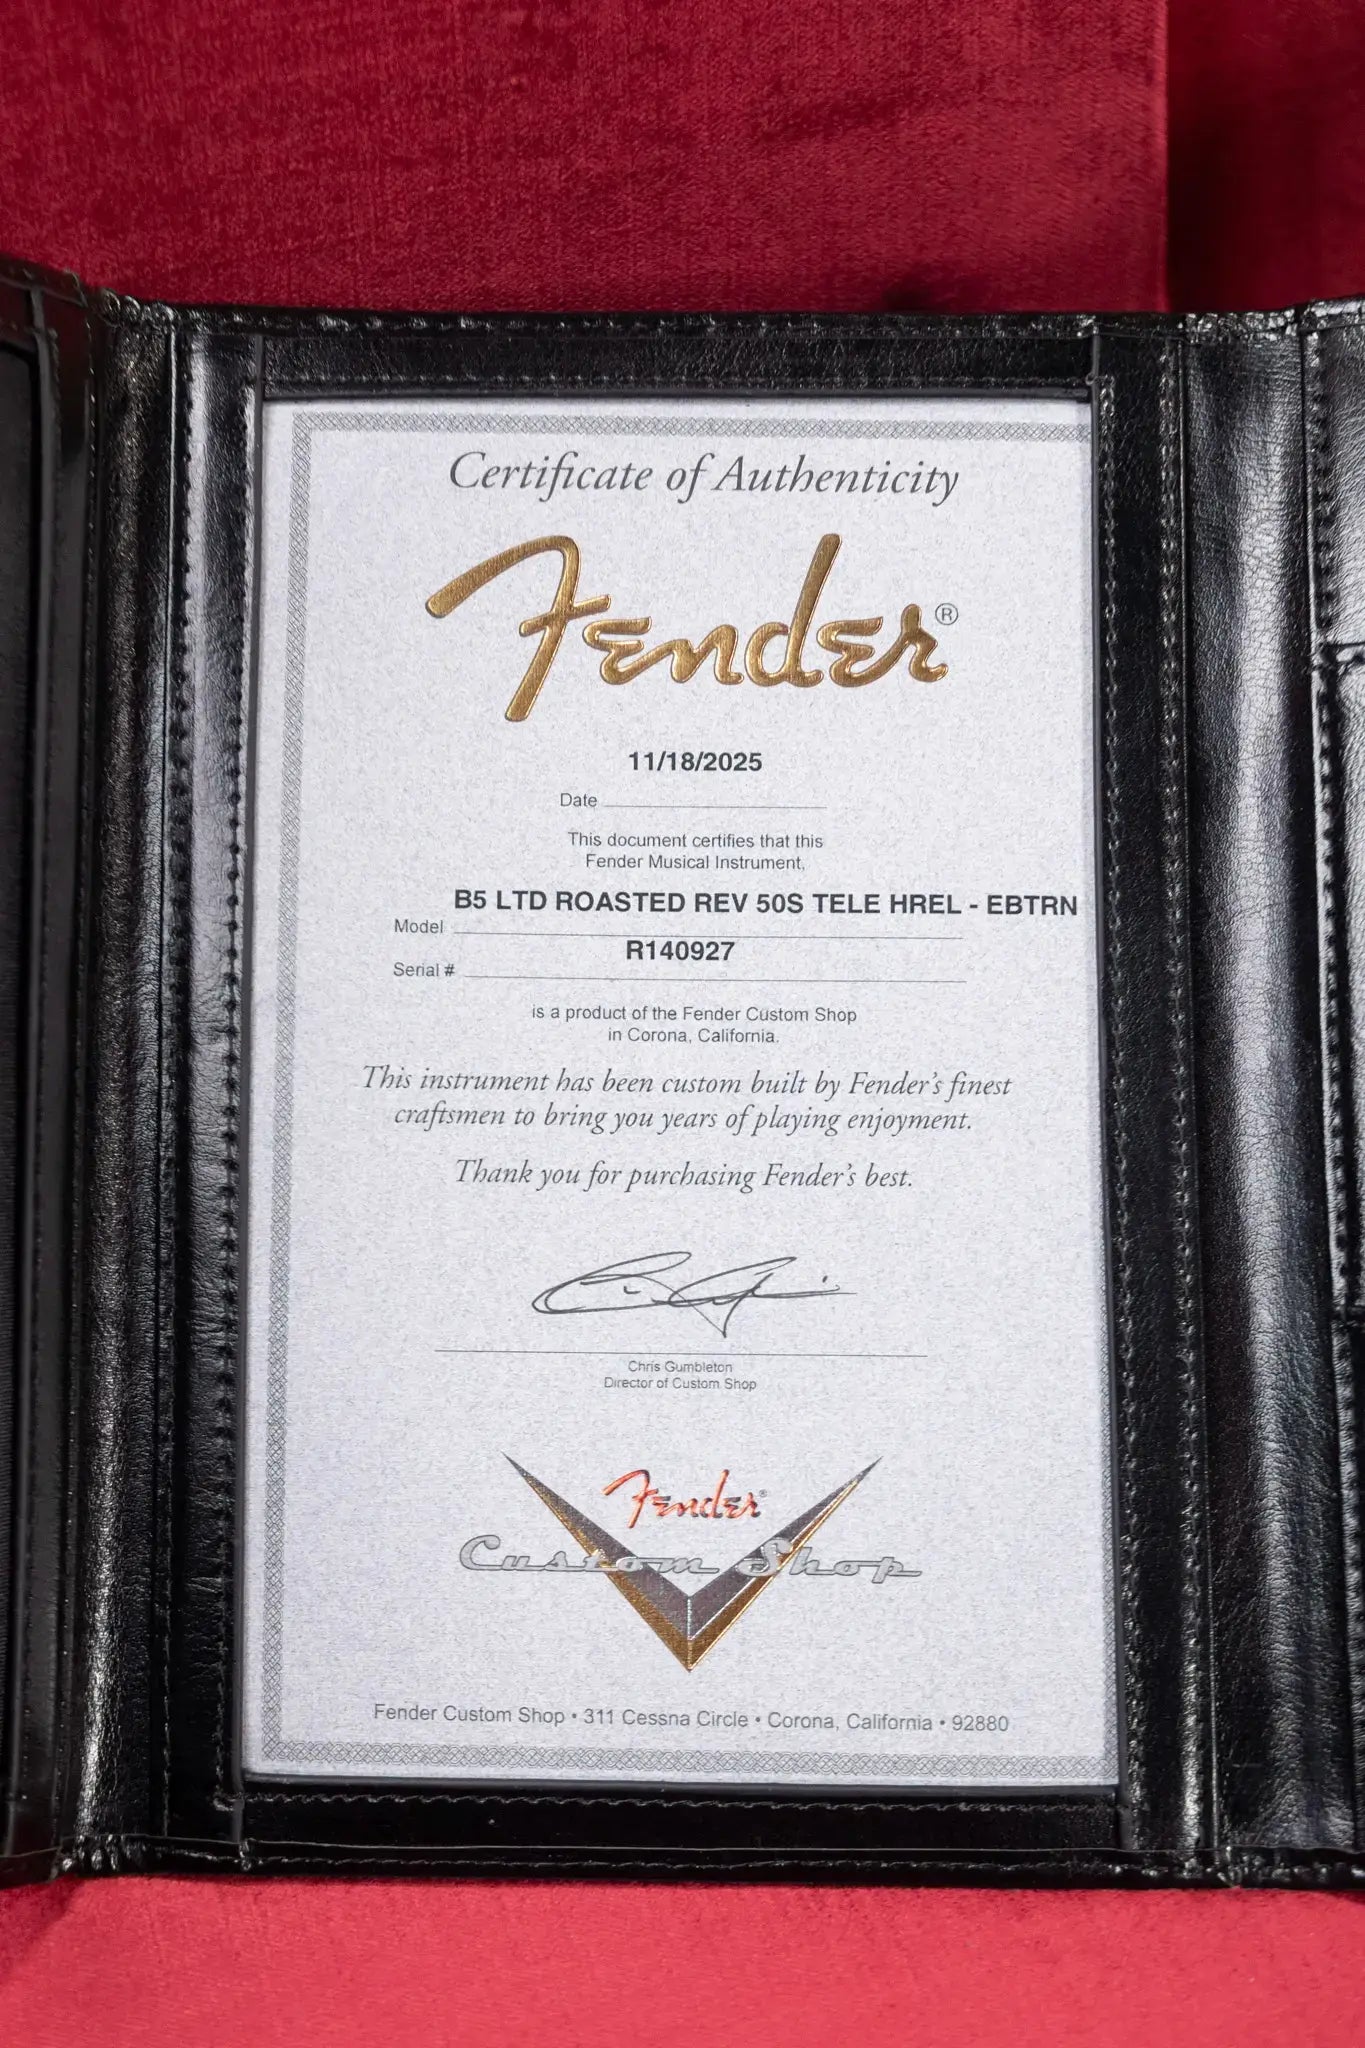 Certificate of Authenticity
Fender®
11/18/2025
Date
This document certifies that this
Fender Musical Instrument,
B5 LTD ROASTED REV 50S TELE HREL - EBTRN
Model
R140927
Serial #
is a product of the Fender Custom Shop
in Corona, California.
This instrument has been custom built by Fender's finest
craftsmen to bring you years of playing enjoyment.
Thank you for purchasing Fender's best.
Chris Gumbleton
Director of Custom Shop
Fender®
Custom Shop
Fender Custom Shop • 311 Cessna Circle • Corona, California • 92880